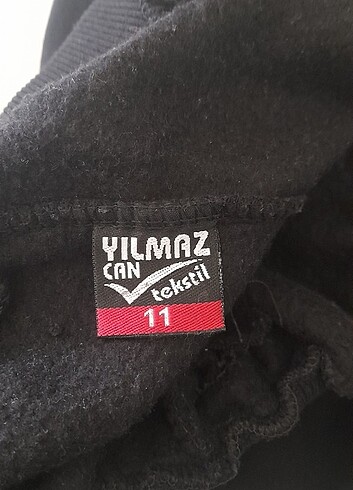 YILMAZ
CAN
tekstil
11